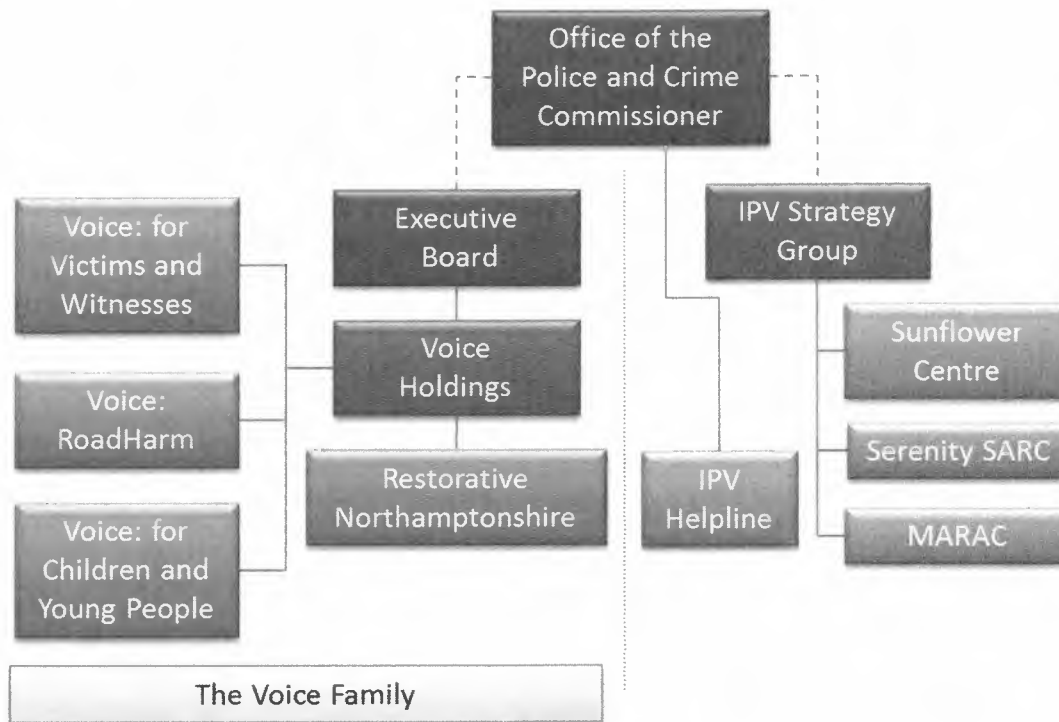 Office of the
Police and Crime
Commissioner
Voice: for
Victims and
Witnesses
Executive
Board
IPV Strategy
Group
Voice
Holdings
Sunflower
Centre
Voice:
RoadHarm
Restorative
Northamptonshire
IPV
Helpline
Serenity SARC
MARAC
Voice: for
Children and
Young People
The Voice Family